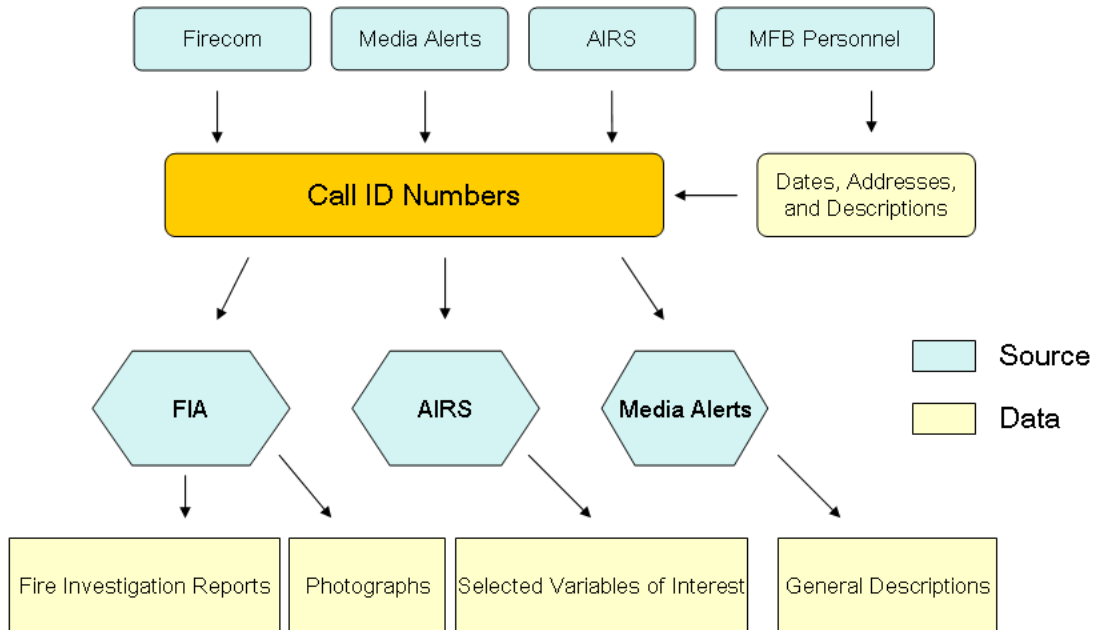 Firecom
Media Alerts
AIRS
MFB Personnel
Call ID Numbers
Dates, Addresses,
and Descriptions
FIA
AIRS
Media Alerts
Source
Data
Fire Investigation Reports
Photographs
Selected Variables of Interest
General Descriptions